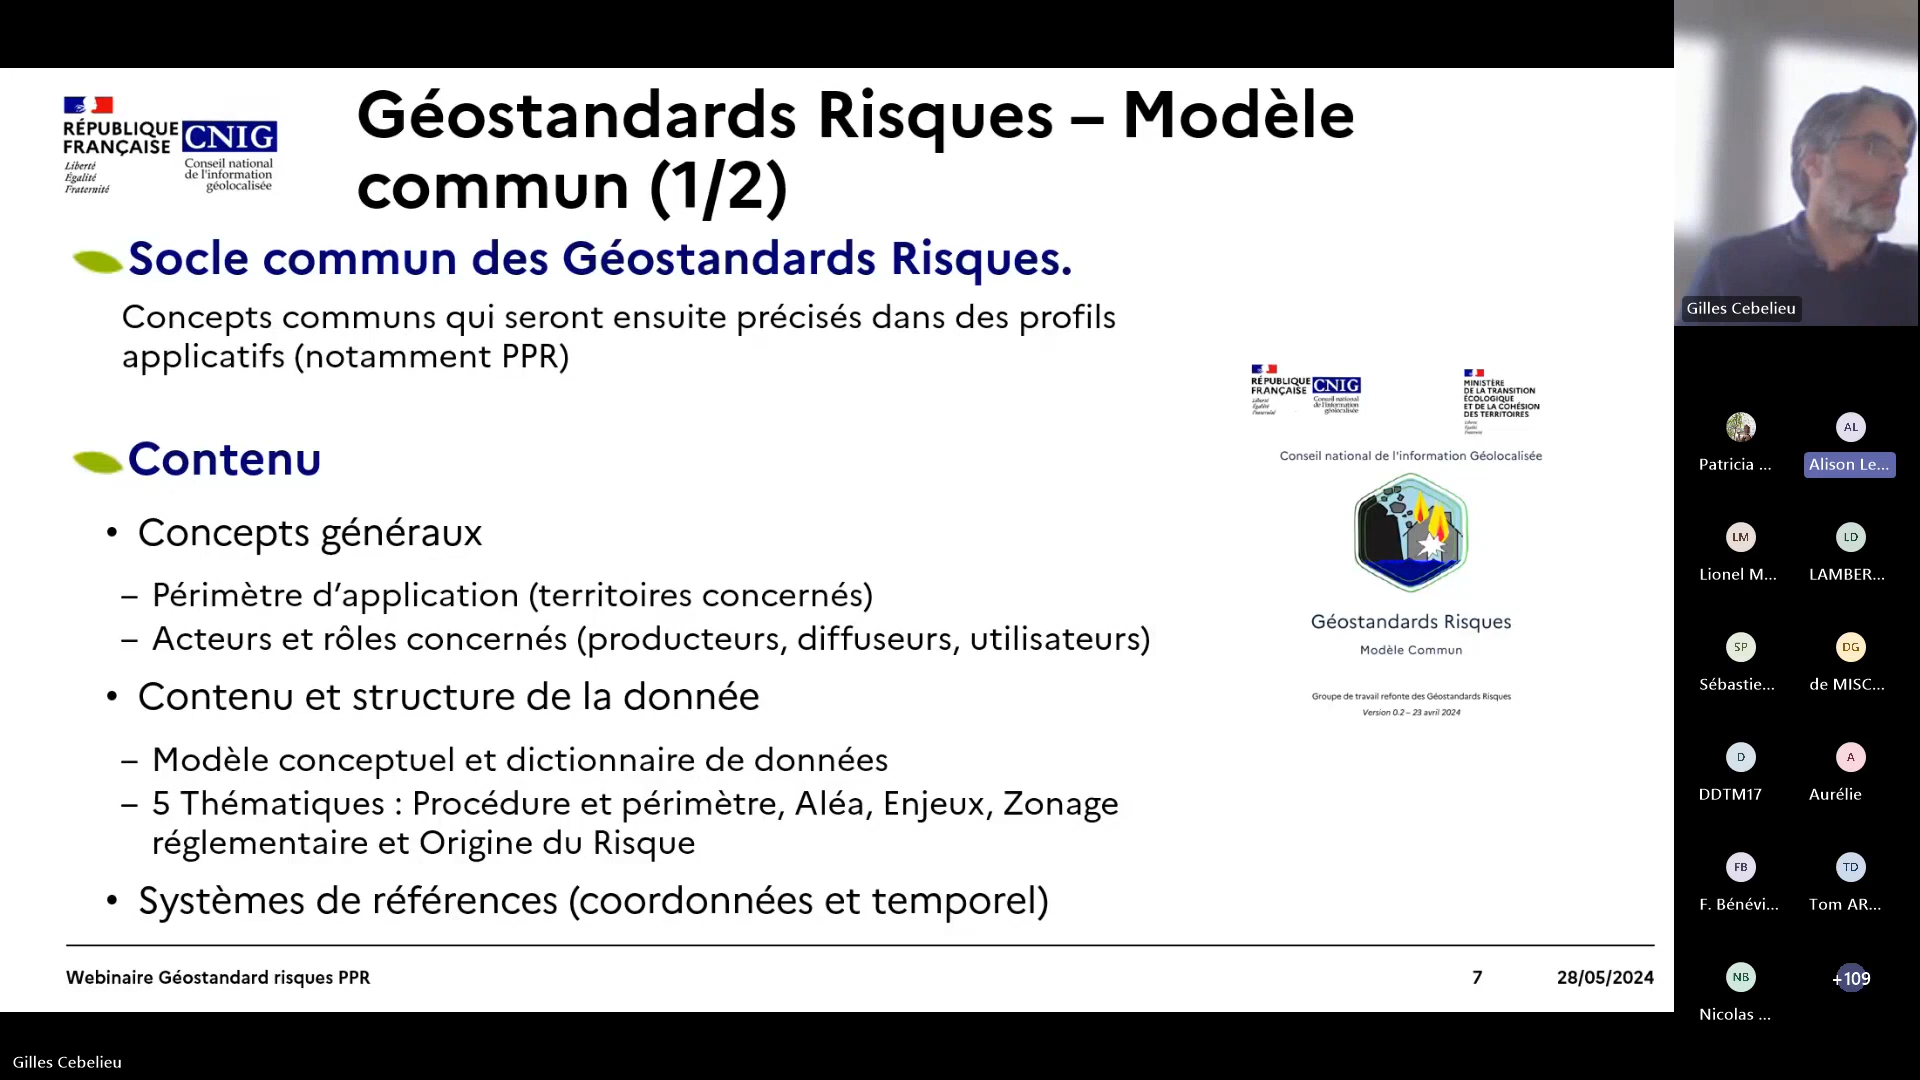 RÉPUBLIQUE
FRANÇAISE
Liberté
Égalité
Fraternité
CNIG
Conseil national
de l'information
géolocalisée
Géostandards Risques – Modèle
commun (1/2)
Socle commun des Géostandards Risques.
Concepts communs qui seront ensuite précisés dans des profils
applicatifs (notamment PPR)
Contenu
• Concepts généraux
– Périmètre d’application (territoires concernés)
– Acteurs et rôles concernés (producteurs, diffuseurs, utilisateurs)
• Contenu et structure de la donnée
– Modèle conceptuel et dictionnaire de données
– 5 Thématiques : Procédure et périmètre, Aléa, Enjeux, Zonage
réglementaire et Origine du Risque
• Systèmes de références (coordonnées et temporel)
RÉPUBLIQUE
FRANÇAISE
Liberté
Égalité
Fraternité
CNIG
Conseil national
de l'information
géolocalisée
MINISTÈRE
DE LA TRANSITION
ÉCOLOGIQUE
ET DE LA COHÉSION
DES TERRITOIRES
Liberté
Égalité
Fraternité
Conseil national de l'information Géolocalisée
Géostandards Risques
Modèle Commun
Groupe de travail refonte des Géostandards Risques
Version 0.2 – 23 avril 2024
Webinaire Géostandard risques PPR
7
28/05/2024
Gilles Cebelieu
Gilles Cebelieu
Patricia ...
AL
Alison Le...
LM
Lionel M...
LD
LAMBER...
SP
Sébastie...
DG
de MISC...
D
DDTM17
A
Aurélie
FB
F. Bénévi...
TD
Tom AR...
NB
Nicolas ...
+109